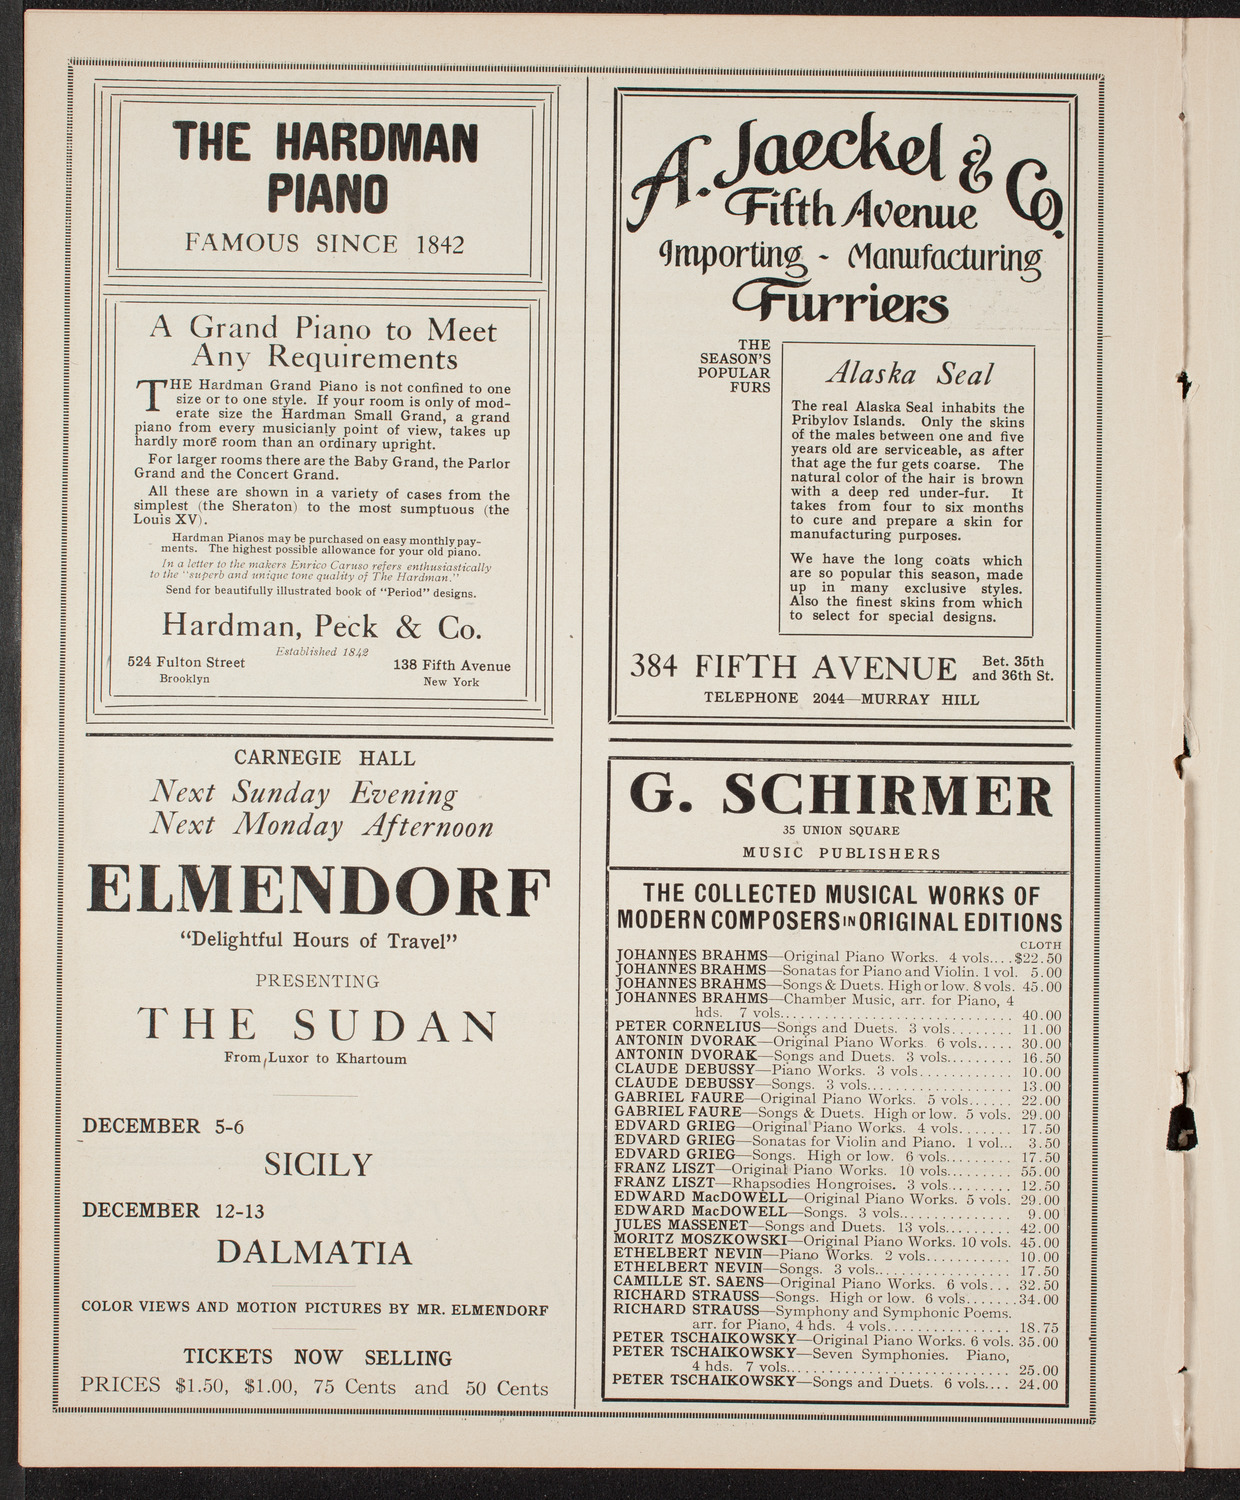 THE HARDMAN
PIANO
FAMOUS SINCE 1842
A Grand Piano to Meet
Any Requirements
THE Hardman Grand Piano is not confined to one
size or to one style. If your room is only of mod-
erate size the Hardman Small Grand, a grand
piano from every musicianly point of view, takes up
hardly more room than an ordinary upright.
For larger rooms there are the Baby Grand, the Parlor
Grand and the Concert Grand.
All these are shown in a variety of cases from the
simplest (the Sheraton) to the most sumptuous (the
Louis XV).
Hardman Pianos may be purchased on easy monthly pay-
ments. The highest possible allowance for your old piano.
In a letter to the makers Enrico Caruso refers enthusiastically
to the "superb and unique tone quality of The Hardman."
Send for beautifully illustrated book of "Period" designs.
Hardman, Peck & Co.
Established 1842
524 Fulton Street
Brooklyn
138 Fifth Avenue
New York
CARNEGIE HALL
Next Sunday Evening
Next Monday Afternoon
ELMENDORF
"Delightful Hours of Travel"
PRESENTING
THE SUDAN
From Luxor to Khartoum
DECEMBER 5-6
SICILY
DECEMBER 12-13
DALMATIA
COLOR VIEWS AND MOTION PICTURES BY MR. ELMENDORF
TICKETS NOW SELLING
PRICES $1.50, $1.00, 75 Cents and 50 Cents
A. Jaeckel & Co.
Fifth Avenue
Importing - Manufacturing
Furriers
THE
SEASON'S
POPULAR
FURS
Alaska Seal
The real Alaska Seal inhabits the
Pribylov Islands. Only the skins
of the males between one and five
years old are serviceable, as after
that age the fur gets coarse. The
natural color of the hair is brown
with a deep red under-fur. It
takes from four to six months
to cure and prepare a skin for
manufacturing purposes.
We have the long coats which
are so popular this season, made
up in many exclusive styles.
Also the finest skins from which
to select for special designs.
384 FIFTH AVENUE Bet. 35th
and 36th St.
TELEPHONE 2044—MURRAY HILL
G. SCHIRMER
35 UNION SQUARE
MUSIC PUBLISHERS
THE COLLECTED MUSICAL WORKS OF
MODERN COMPOSERS IN ORIGINAL EDITIONS
CLOTH
JOHANNES BRAHMS—Original Piano Works. 4 vols....$22.50
JOHANNES BRAHMS—Sonatas for Piano and Violin. 1 vol. 5.00
JOHANNES BRAHMS—Songs & Duets. High or low. 8 vols. 45.00
JOHANNES BRAHMS—Chamber Music, arr. for Piano, 4
hds. 7 vols............................ 40.00
PETER CORNELIUS—Songs and Duets. 3 vols........ 11.00
ANTONIN DVORAK—Original Piano Works 6 vols..... 30.00
ANTONIN DVORAK—Songs and Duets. 3 vols......... 16.50
CLAUDE DEBUSSY—Piano Works. 3 vols............ 10.00
CLAUDE DEBUSSY—Songs. 3 vols................... 13.00
GABRIEL FAURE—Original Piano Works. 5 vols...... 22.00
GABRIEL FAURE—Songs & Duets. High or low. 5 vols. 29.00
EDVARD GRIEG—Original Piano Works. 4 vols....... 17.50
EDVARD GRIEG—Sonatas for Violin and Piano. 1 vol... 3.50
EDVARD GRIEG—Songs. High or low. 6 vols......... 17.50
FRANZ LISZT—Original Piano Works. 10 vols......... 55.00
FRANZ LISZT—Rhapsodies Hongroises. 3 vols......... 12.50
EDWARD MacDOWELL—Original Piano Works. 5 vols. 29.00
EDWARD MacDOWELL—Songs. 3 vols.............. 9.00
JULES MASSENET—Songs and Duets. 13 vols......... 42.00
MORITZ MOSZKOWSKI—Original Piano Works. 10 vols. 45.00
ETHELBERT NEVIN—Piano Works. 2 vols........... 10.00
ETHELBERT NEVIN—Songs. 3 vols................. 17.50
CAMILLE ST. SAENS—Original Piano Works. 6 vols... 32.50
RICHARD STRAUSS—Songs. High or low. 6 vols.......34.00
RICHARD STRAUSS—Symphony and Symphonic Poems.
arr. for Piano, 4 hds. 4 vols................ 18.75
PETER TSCHAIKOWSKY—Original Piano Works. 6 vols. 35.00
PETER TSCHAIKOWSKY—Seven Symphonies. Piano,
4 hds. 7 vols............................ 25.00
PETER TSCHAIKOWSKY—Songs and Duets. 6 vols.... 24.00